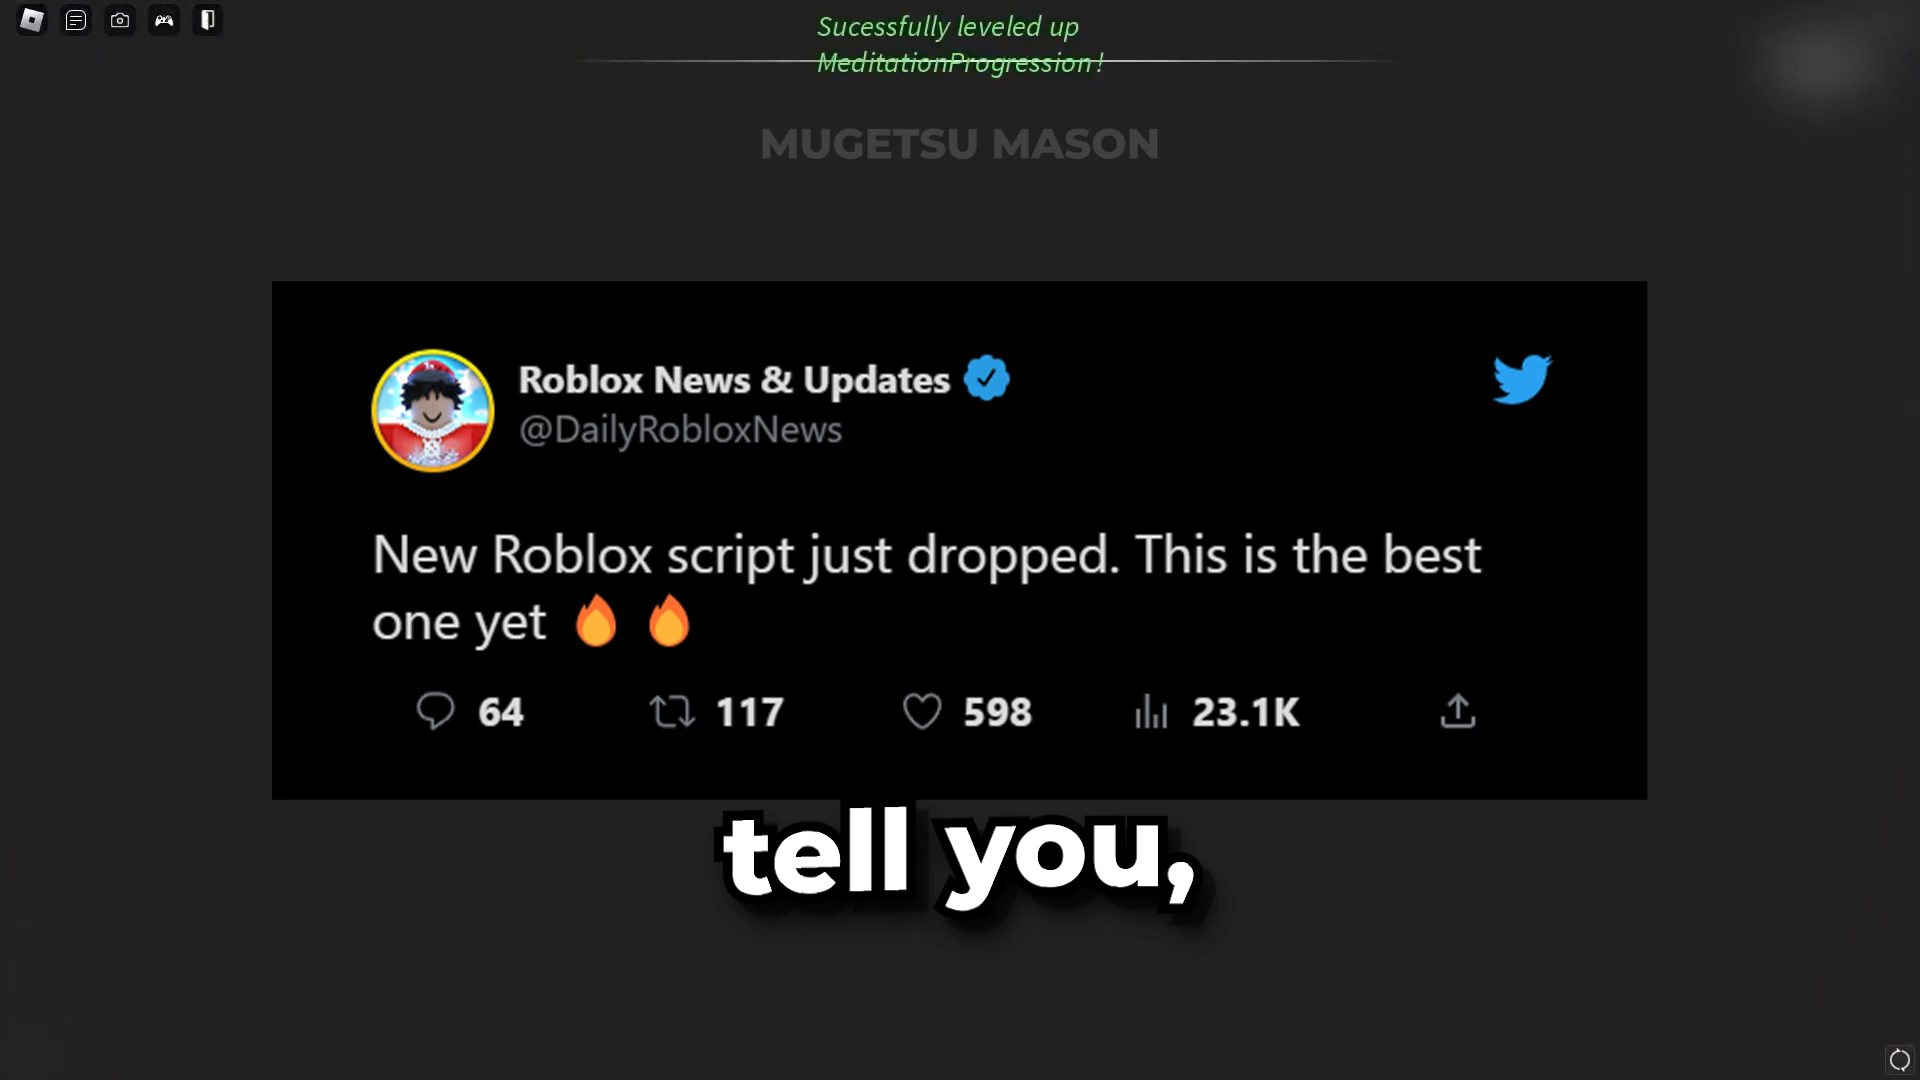 Sucessfully leveled up
MeditationProgression!
MUGETSU MASON
Roblox News & Updates
@DailyRobloxNews
New Roblox script just dropped. This is the best
one yet 🔥 🔥
64 117 598 23.1K
tell you,